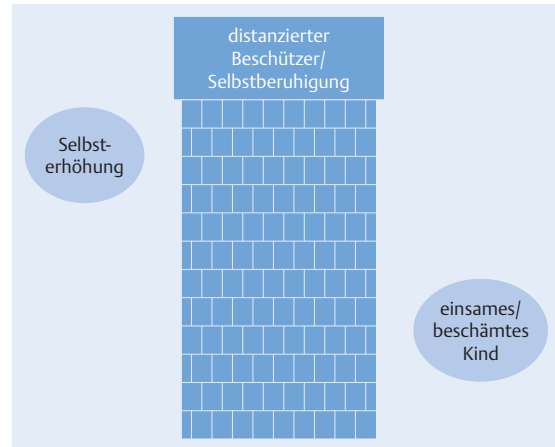 distanzierter
Beschützer/
Selbstberuhigung
Selbst-
erhöhung
einsames/
beschämtes
Kind